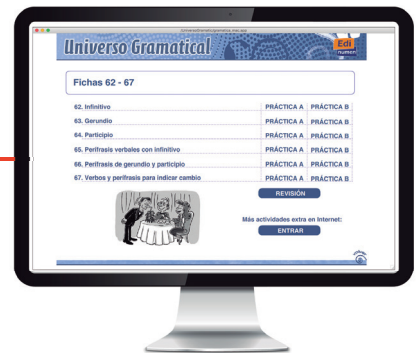 Universo Gramatical
Edi
numen
Fichas 62 - 67
62. Infinitivo PRÁCTICA A PRÁCTICA B
63. Gerundio PRÁCTICA A PRÁCTICA B
64. Participio PRÁCTICA A PRÁCTICA B
65. Perífrasis verbales con infinitivo PRÁCTICA A PRÁCTICA B
66. Perífrasis de gerundio y participio PRÁCTICA A PRÁCTICA B
67. Verbos y perífrasis para indicar cambio PRÁCTICA A PRÁCTICA B
REVISIÓN
Más actividades extra en Internet:
ENTRAR